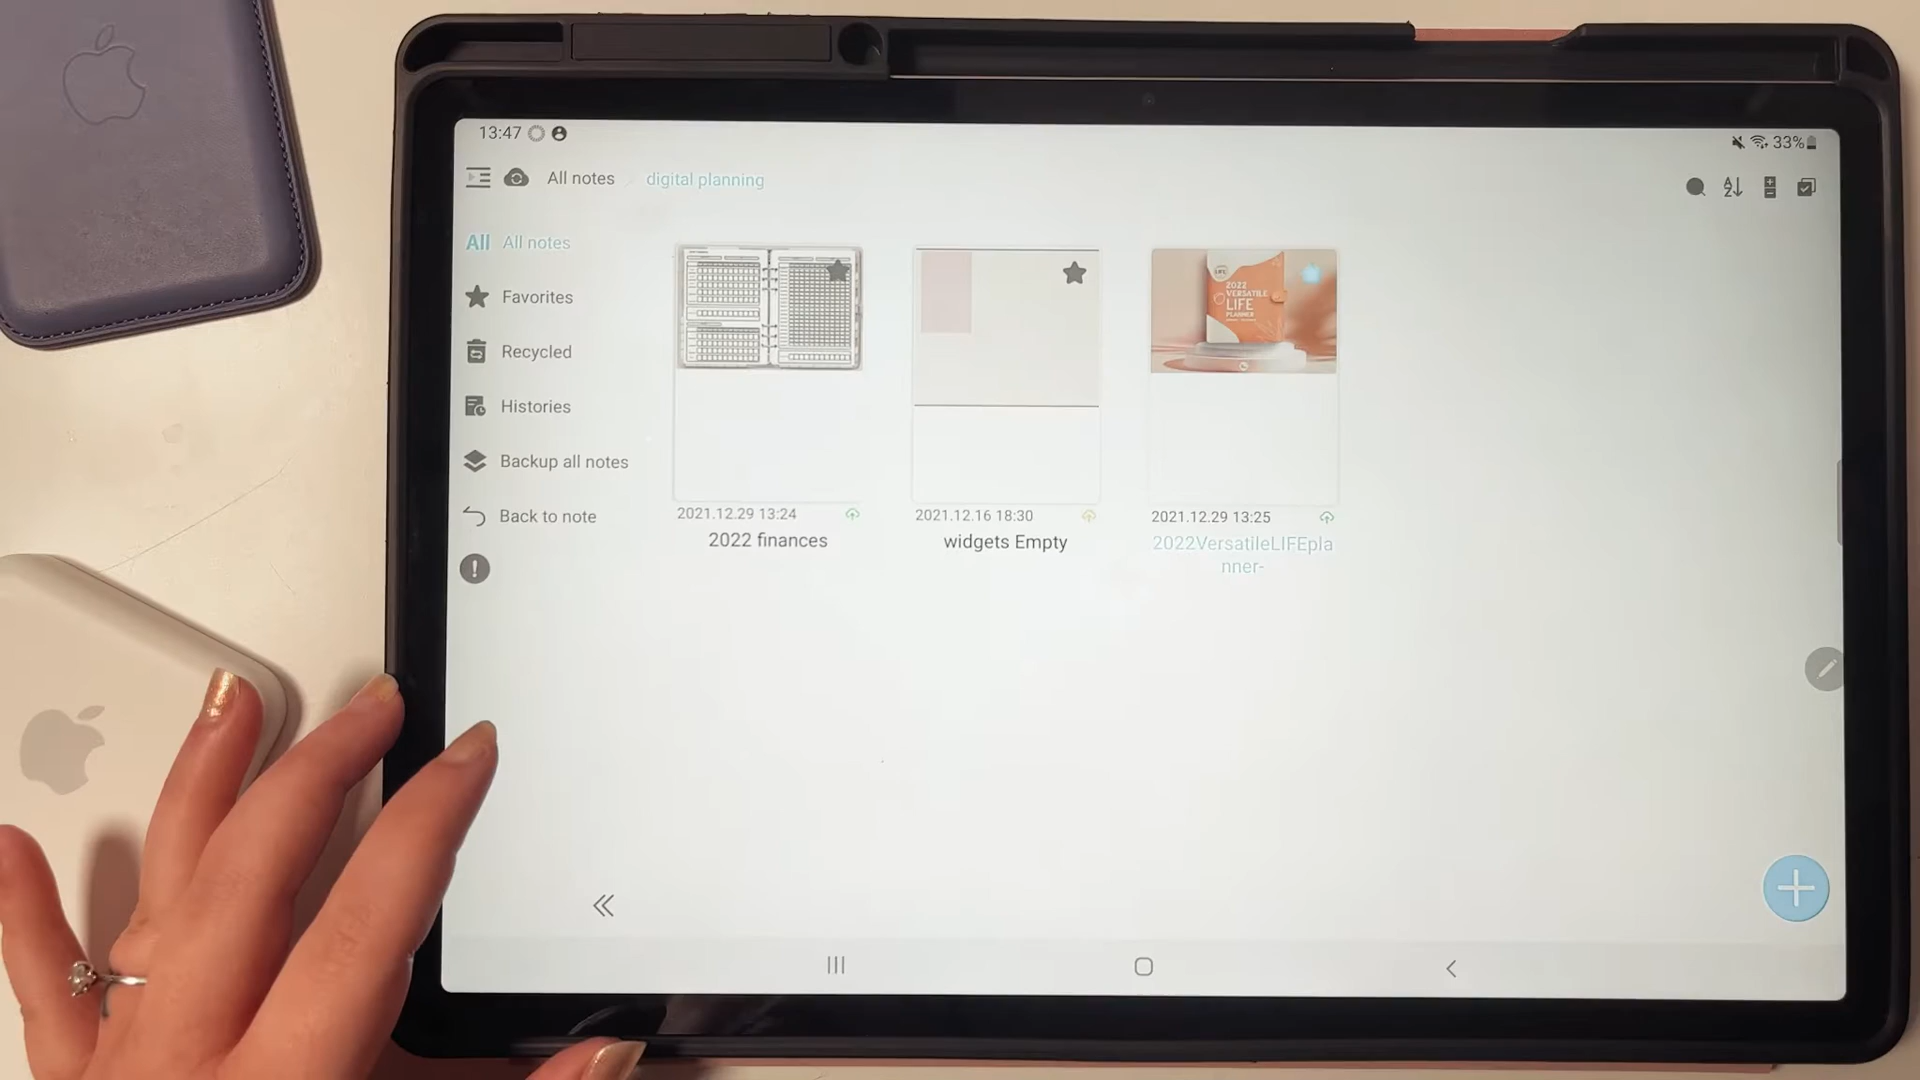 13:47
33%
All notes
digital planning
All All notes
Favorites
Recycled
Histories
Backup all notes
Back to note
2021.12.29 13:24
2022 finances
2021.12.16 18:30
widgets Empty
2022
VERSATILE
LIFE
PLANNER
2021.12.29 13:25
2022VersatileLIFEpla
nner-